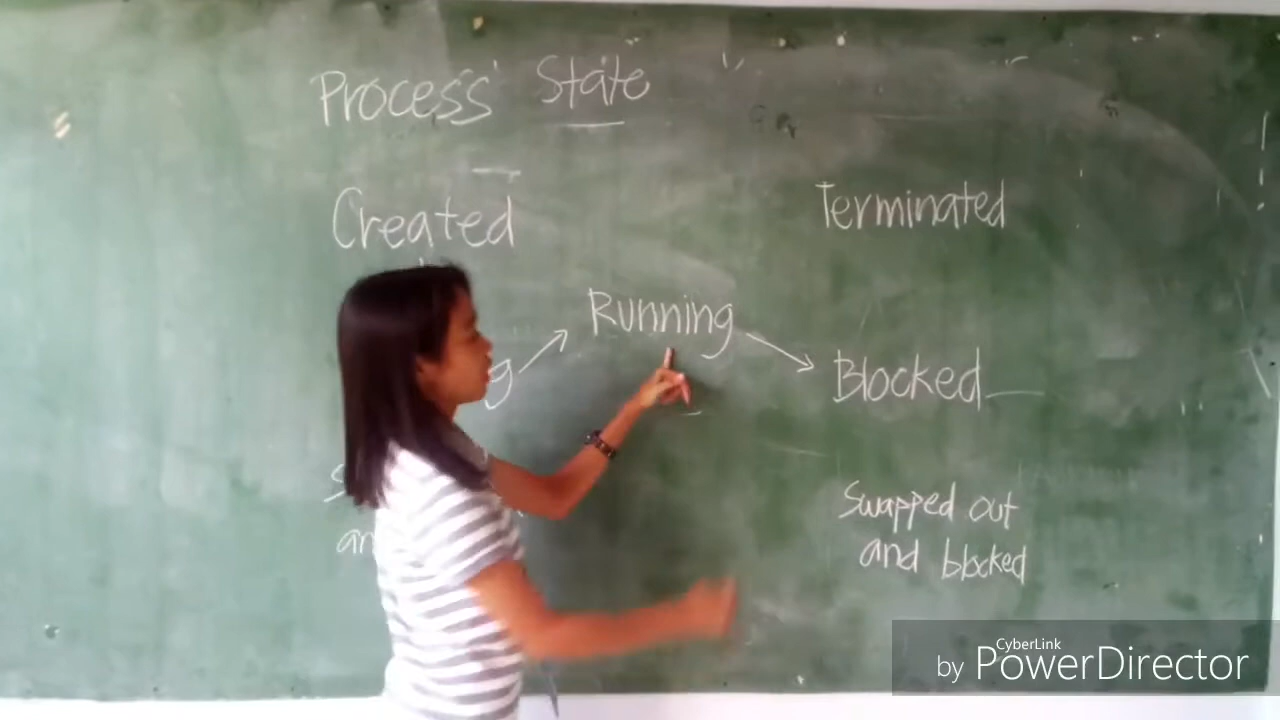 Process State
Created
Terminated
Running
Blocked
Swapped out
and blocked
CyberLink
by PowerDirector